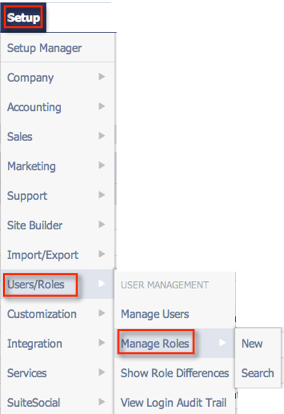 Setup
Setup Manager
Company
Accounting
Sales
Marketing
Support
Site Builder
Import/Export
Users/Roles
Customization
Integration
Services
SuiteSocial
USER MANAGEMENT
Manage Users
Manage Roles
Show Role Differences
View Login Audit Trail
New
Search